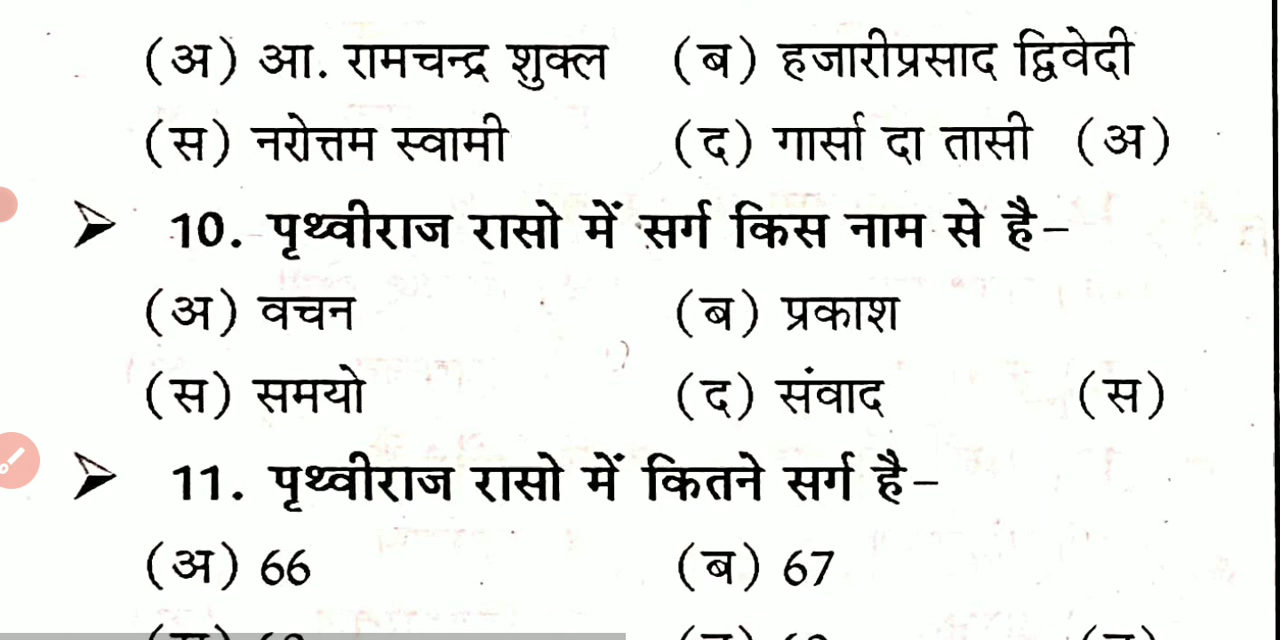 (अ) आ. रामचन्द्र शुक्ल (ब) हजारीप्रसाद द्विवेदी
(स) नरोत्तम स्वामी (द) गार्सा दा तासी (अ)
10. पृथ्वीराज रासो में सर्ग किस नाम से है-
(अ) वचन (ब) प्रकाश
(स) समयो (द) संवाद (स)
11. पृथ्वीराज रासो में कितने सर्ग है-
(अ) 66 (ब) 67